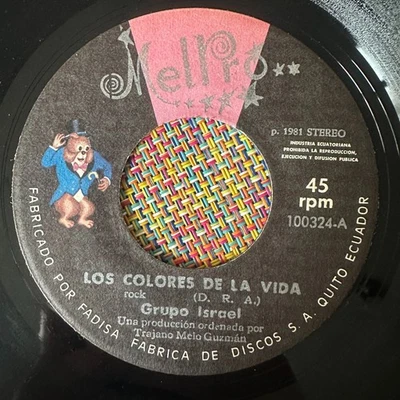 MelPro
p. 1981 STEREO
INDUSTRIA ECUATORIANA
PROHIBIDA LA REPRODUCCION,
EJECUCION Y DIFUSION PUBLICA
45
rpm
100324-A
LOS COLORES DE LA VIDA
rock (D. R. A.)
Grupo Israel
Una producción ordenada por
Trajano Melo Guzmán
FABRICADO POR FADISA FABRICA DE DISCOS S. A. QUITO ECUADOR